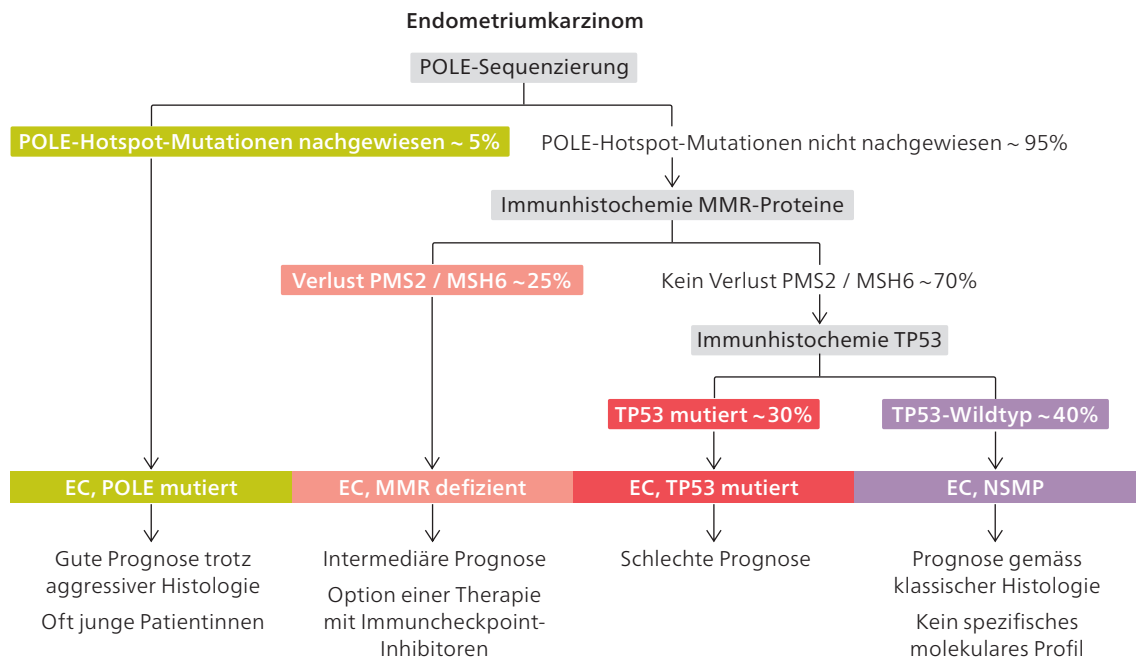 Endometriumkarzinom
POLE-Sequenzierung
POLE-Hotspot-Mutationen nachgewiesen ~ 5%
POLE-Hotspot-Mutationen nicht nachgewiesen ~ 95%
Immunhistochemie MMR-Proteine
Verlust PMS2 / MSH6 ~25%
Kein Verlust PMS2 / MSH6 ~70%
Immunhistochemie TP53
TP53 mutiert ~30%
TP53-Wildtyp ~40%
EC, POLE mutiert
EC, MMR defizient
EC, TP53 mutiert
EC, NSMP
Gute Prognose trotz
aggressiver Histologie
Oft junge Patientinnen
Intermediäre Prognose
Option einer Therapie
mit Immuncheckpoint-
Inhibitoren
Schlechte Prognose
Prognose gemäss
klassischer Histologie
Kein spezifisches
molekulares Profil